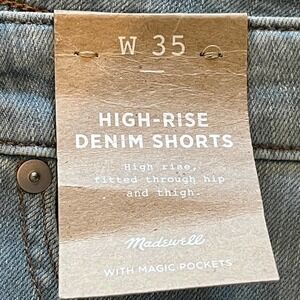 W 35
HIGH-RISE
DENIM SHORTS
High rise,
fitted through hip
and thigh.
Madewell
WITH MAGIC POCKETS